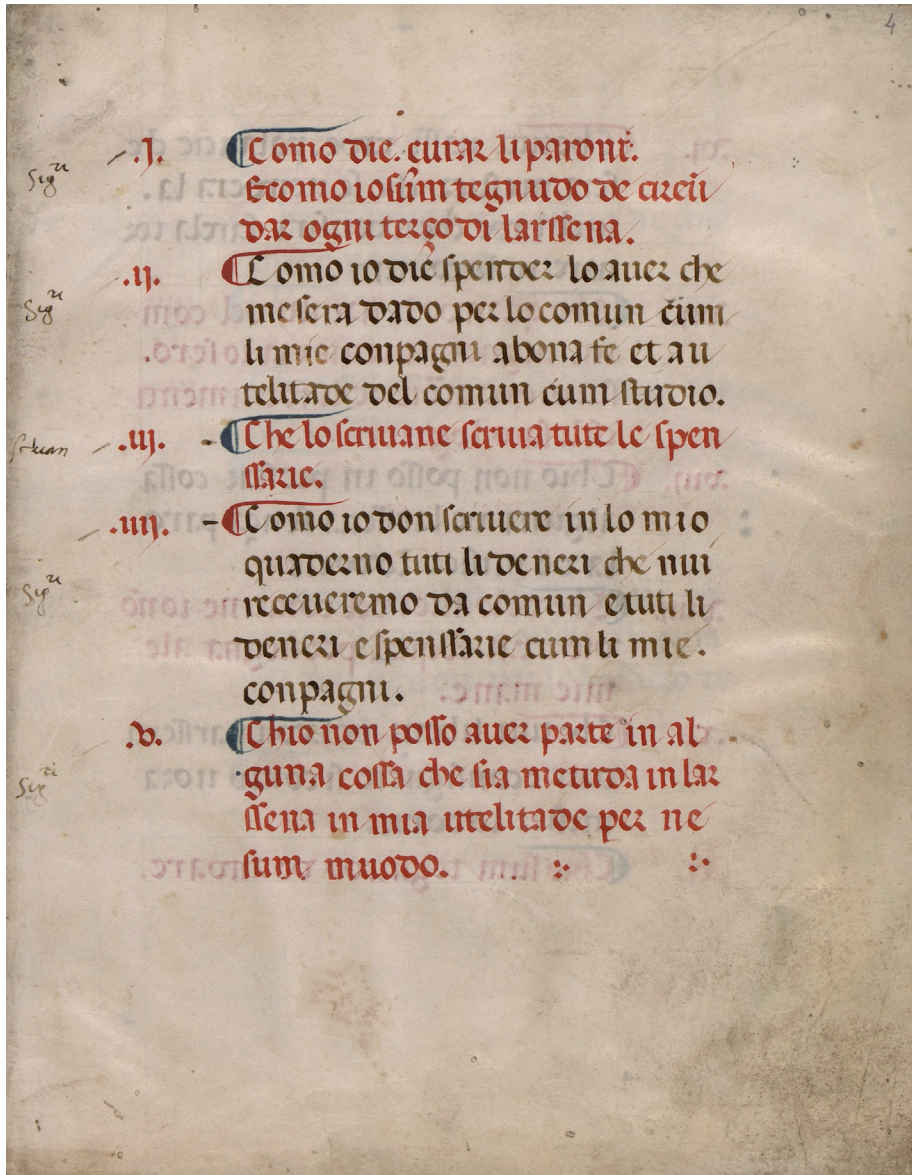 4
.I. Como die. curar li paroni.
E como io sum tegnudo de circū
dar ogni terço di larssena.
.II. Como io die spender lo auer che
me sera dado per lo comun cum
li mie conpagni a bona fe et a u
telitade del comun cum studio.
.III. Che lo scriuane scriua tute le spen
ssarie.
.IIII. Como io don scriuere in lo mio
quaderno tuti li deneri che nui
receueremo da comun e tuti li
deneri e spenssarie cum li mie.
conpagni.
.V. Chio non posso auer parte in al
guna cossa che sia metuda in lar
ssena in mia utelitade per ne
sum muodo.